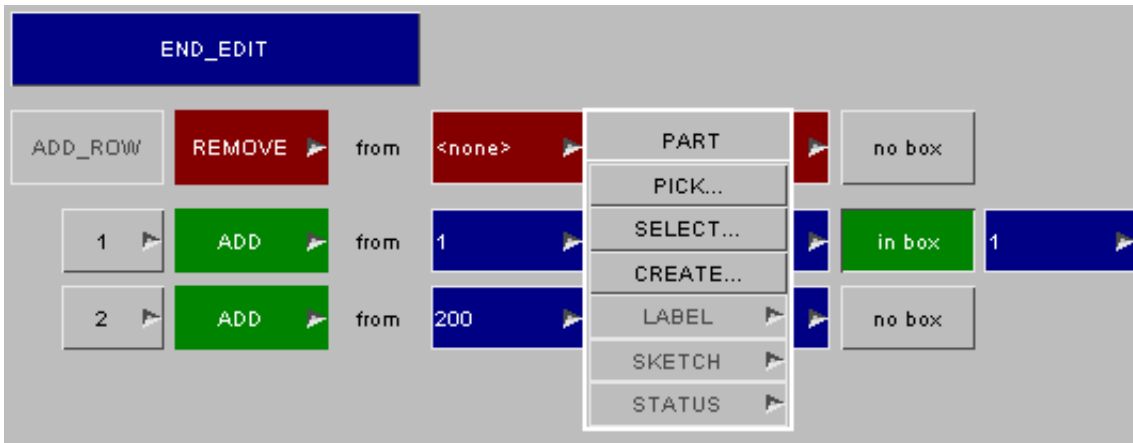 END_EDIT
ADD_ROW REMOVE from <none> PART no box
PICK...
1 ADD from 1 SELECT... in box 1
CREATE...
2 ADD from 200 LABEL no box
SKETCH
STATUS